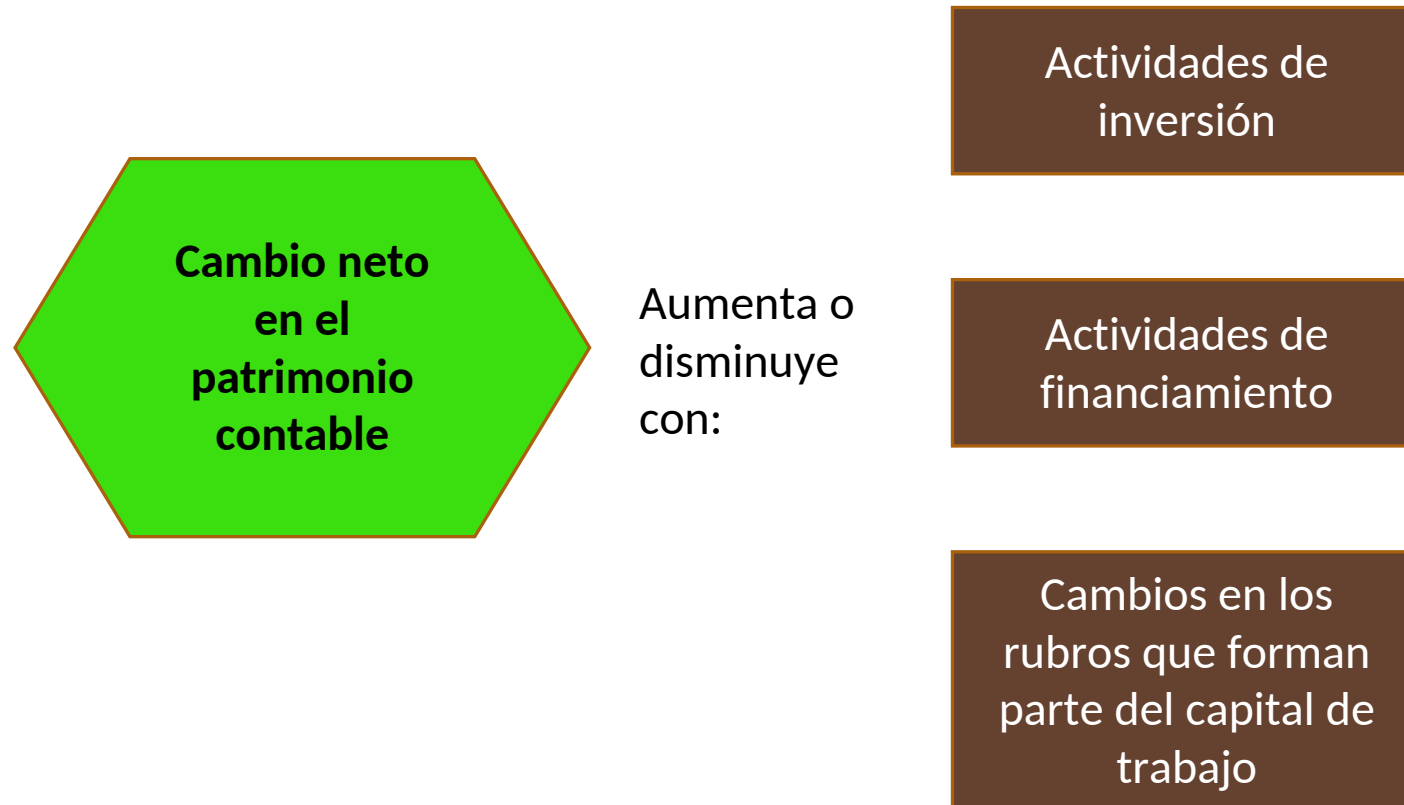 Cambio neto
en el
patrimonio
contable
Aumenta o
disminuye
con:
Actividades de
inversión
Actividades de
financiamiento
Cambios en los
rubros que forman
parte del capital de
trabajo